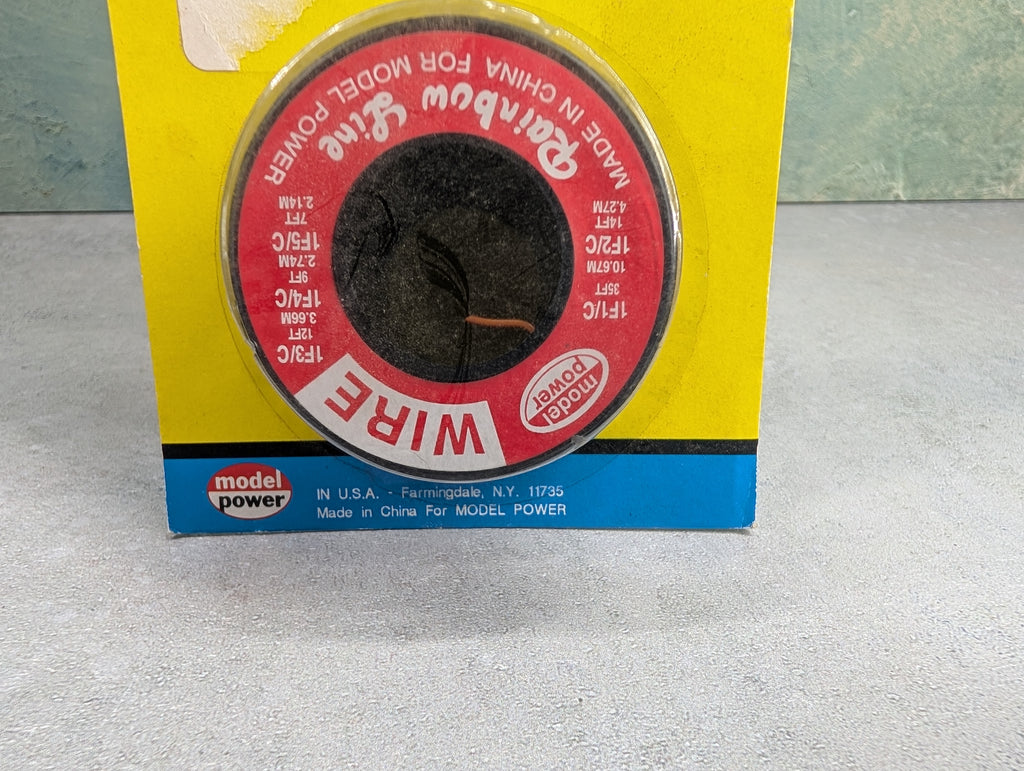 WIRE
model
power
Rainbow Line
MADE IN CHINA FOR MODEL POWER
1F1/C
35FT
10.67M
1F2/C
14FT
4.27M
1F3/C
12FT
3.66M
1F4/C
9FT
2.74M
1F5/C
7FT
2.14M
model
power
IN U.S.A. - Farmingdale, N.Y. 11735
Made in China For MODEL POWER